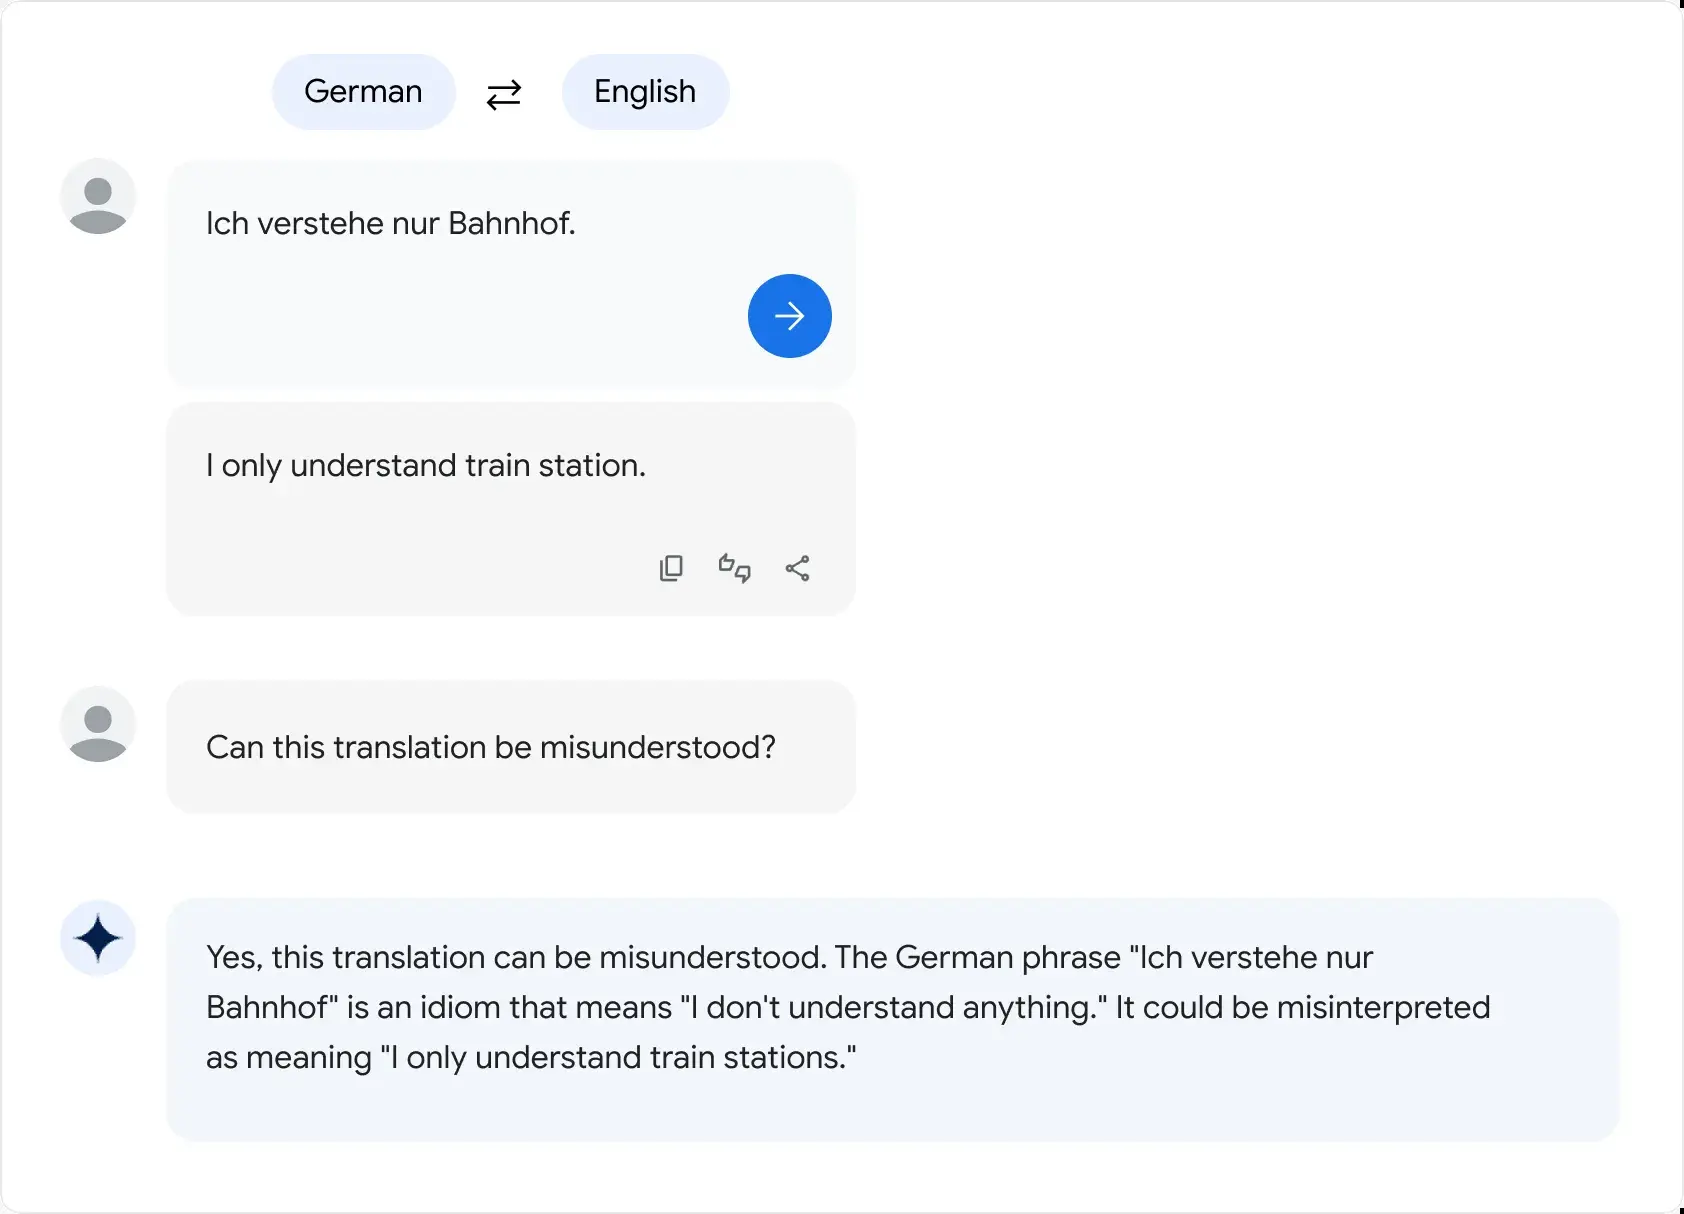 German
English
Ich verstehe nur Bahnhof.
I only understand train station.
Can this translation be misunderstood?
Yes, this translation can be misunderstood. The German phrase "Ich verstehe nur
Bahnhof" is an idiom that means "I don't understand anything." It could be misinterpreted
as meaning "I only understand train stations."